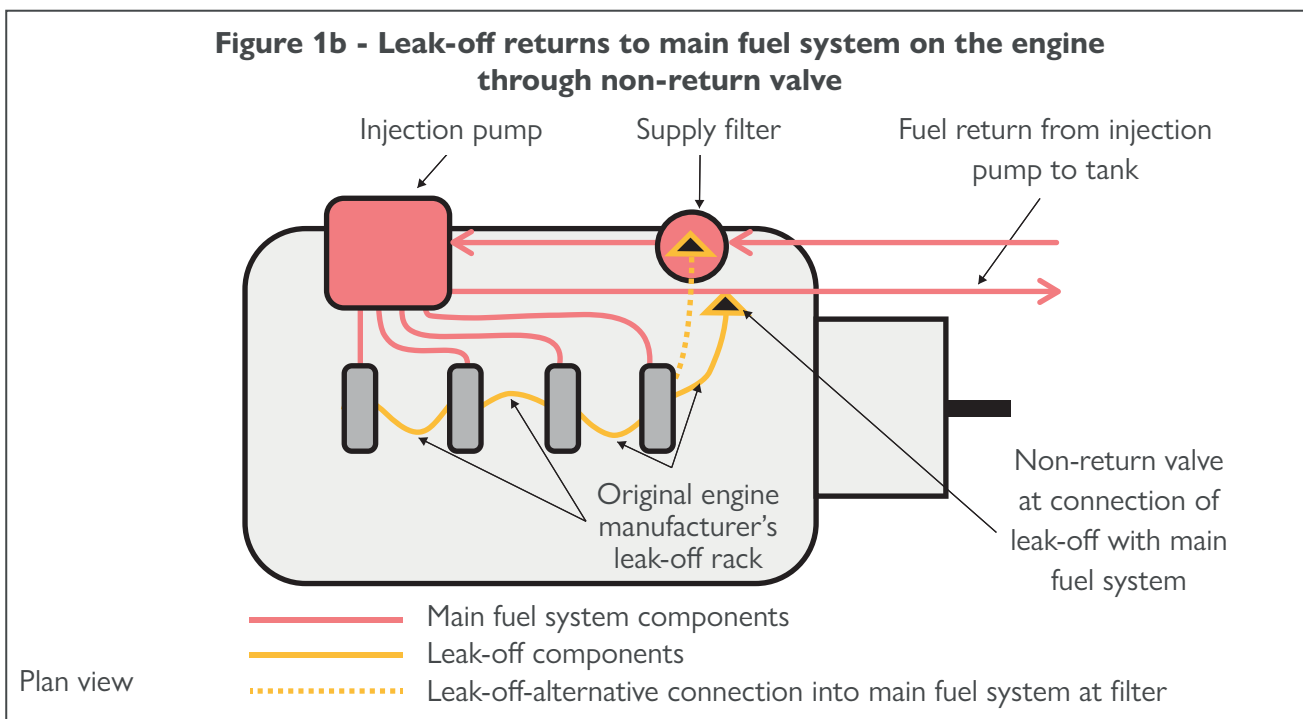 Figure 1b - Leak-off returns to main fuel system on the engine
through non-return valve
Injection pump
Supply filter
Fuel return from injection
pump to tank
Original engine
manufacturer’s
leak-off rack
Non-return valve
at connection of
leak-off with main
fuel system
Main fuel system components
Leak-off components
Leak-off-alternative connection into main fuel system at filter
Plan view